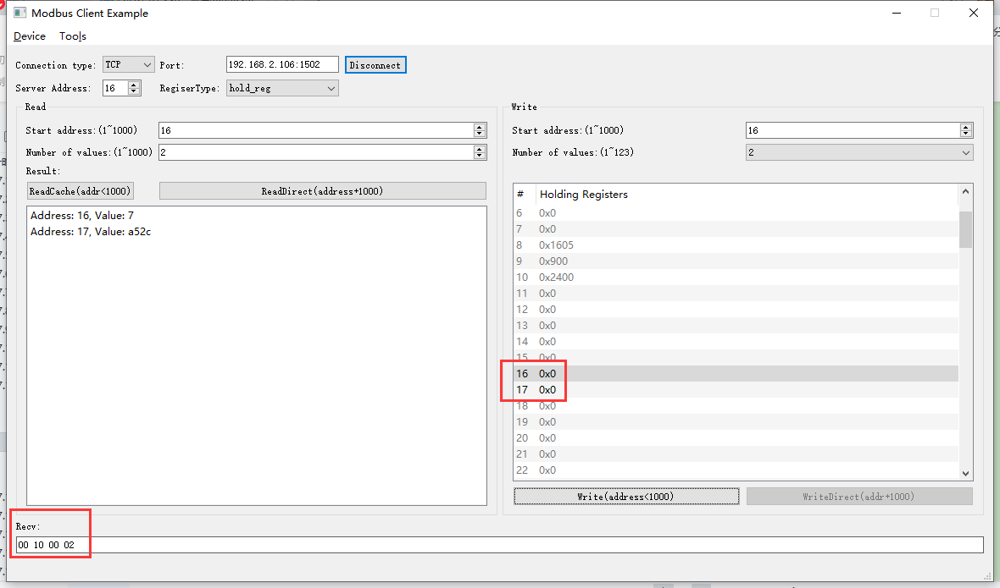 Modbus Client Example
Device Tools
Connection type: TCP Port: 192.168.2.106:1502 Disconnect
Server Address: 16 RegiserType: hold_reg
Read
Start address:(1~1000) 16
Number of values:(1~1000) 2
Result:
ReadCache(addr<1000) ReadDirect(address+1000)
Address: 16, Value: 7
Address: 17, Value: a52c
Write
Start address:(1~1000) 16
Number of values:(1~123) 2
# Holding Registers
6 0x0
7 0x0
8 0x1605
9 0x900
10 0x2400
11 0x0
12 0x0
13 0x0
14 0x0
15 0x0
16 0x0
17 0x0
18 0x0
19 0x0
20 0x0
21 0x0
22 0x0
Write(address<1000) WriteDirect(addr+1000)
Recv:
00 10 00 02